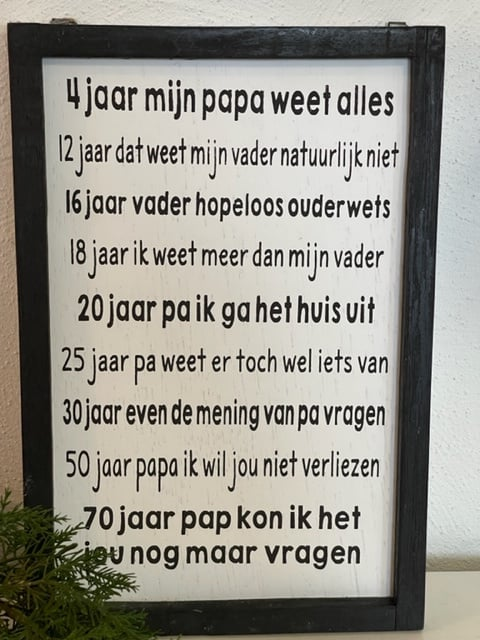 4 jaar mijn papa weet alles
12 jaar dat weet mijn vader natuurlijk niet
16 jaar vader hopeloos ouderwets
18 jaar ik weet meer dan mijn vader
20 jaar pa ik ga het huis uit
25 jaar pa weet er toch wel iets van
30 jaar even de mening van pa vragen
50 jaar papa ik wil jou niet verliezen
70 jaar pap kon ik het
jou nog maar vragen